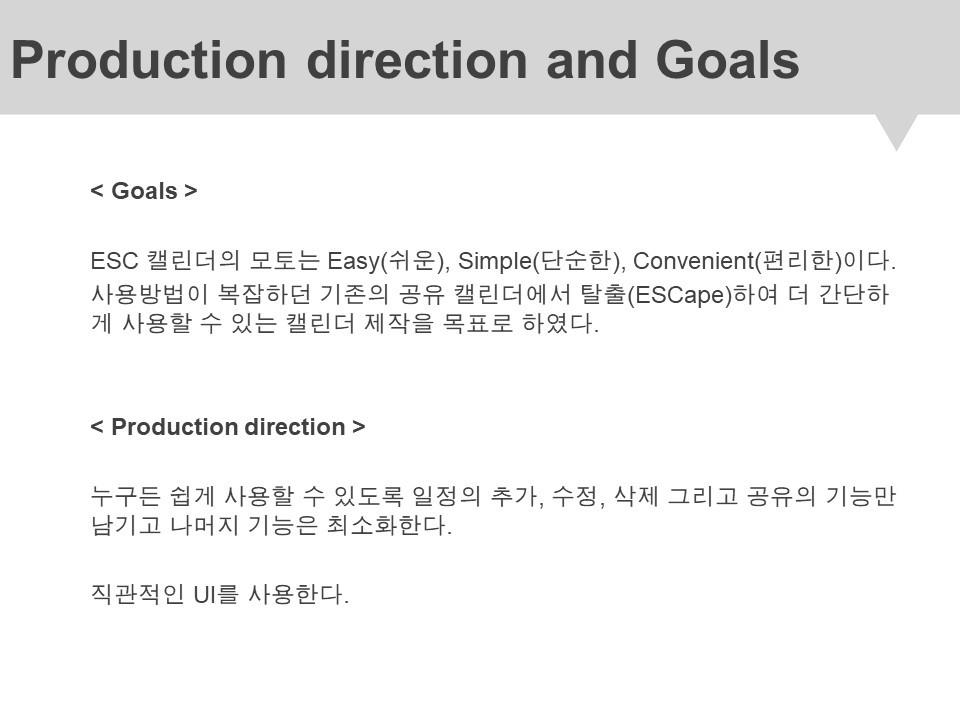 Production direction and Goals
< Goals >
ESC 캘린더의 모토는 Easy(쉬운), Simple(단순한), Convenient(편리한)이다.
사용방법이 복잡하던 기존의 공유 캘린더에서 탈출(ESCape)하여 더 간단하
게 사용할 수 있는 캘린더 제작을 목표로 하였다.
< Production direction >
누구든 쉽게 사용할 수 있도록 일정의 추가, 수정, 삭제 그리고 공유의 기능만
남기고 나머지 기능은 최소화한다.
직관적인 UI를 사용한다.